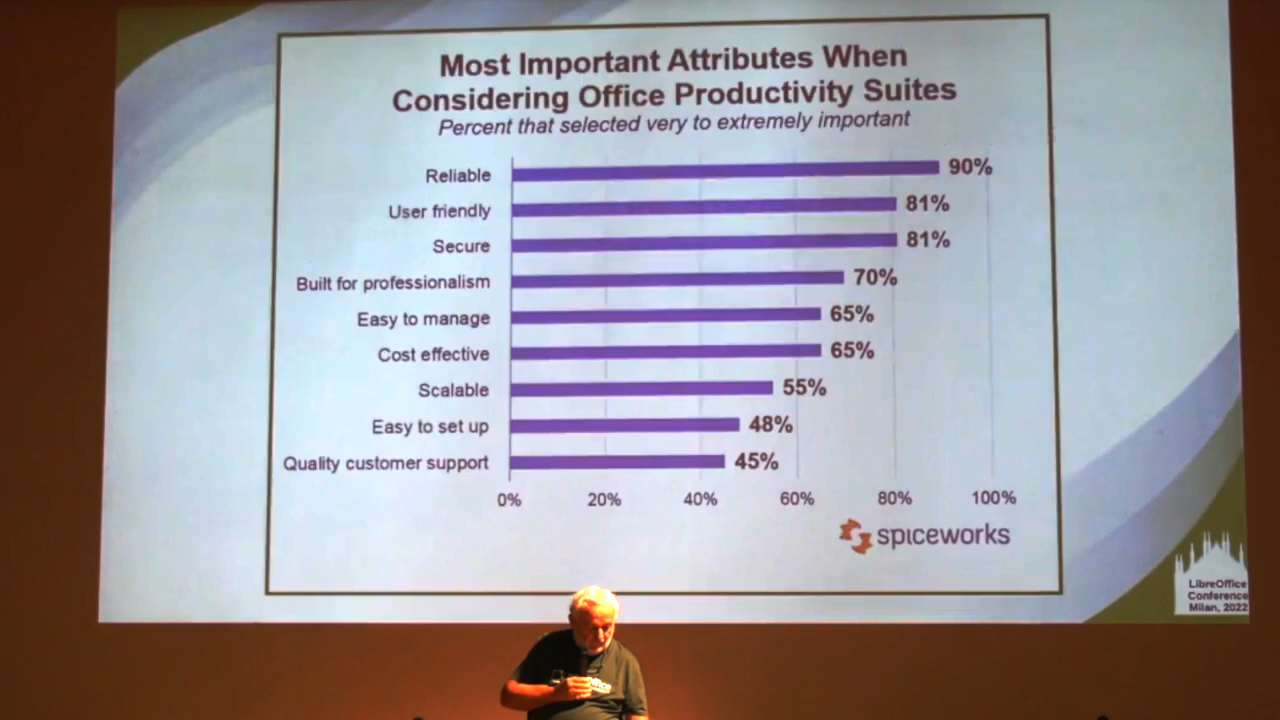 Most Important Attributes When
Considering Office Productivity Suites
Percent that selected very to extremely important
Reliable 90%
User friendly 81%
Secure 81%
Built for professionalism 70%
Easy to manage 65%
Cost effective 65%
Scalable 55%
Easy to set up 48%
Quality customer support 45%
0% 20% 40% 60% 80% 100%
spiceworks
LibreOffice
Conference
Milan, 2022